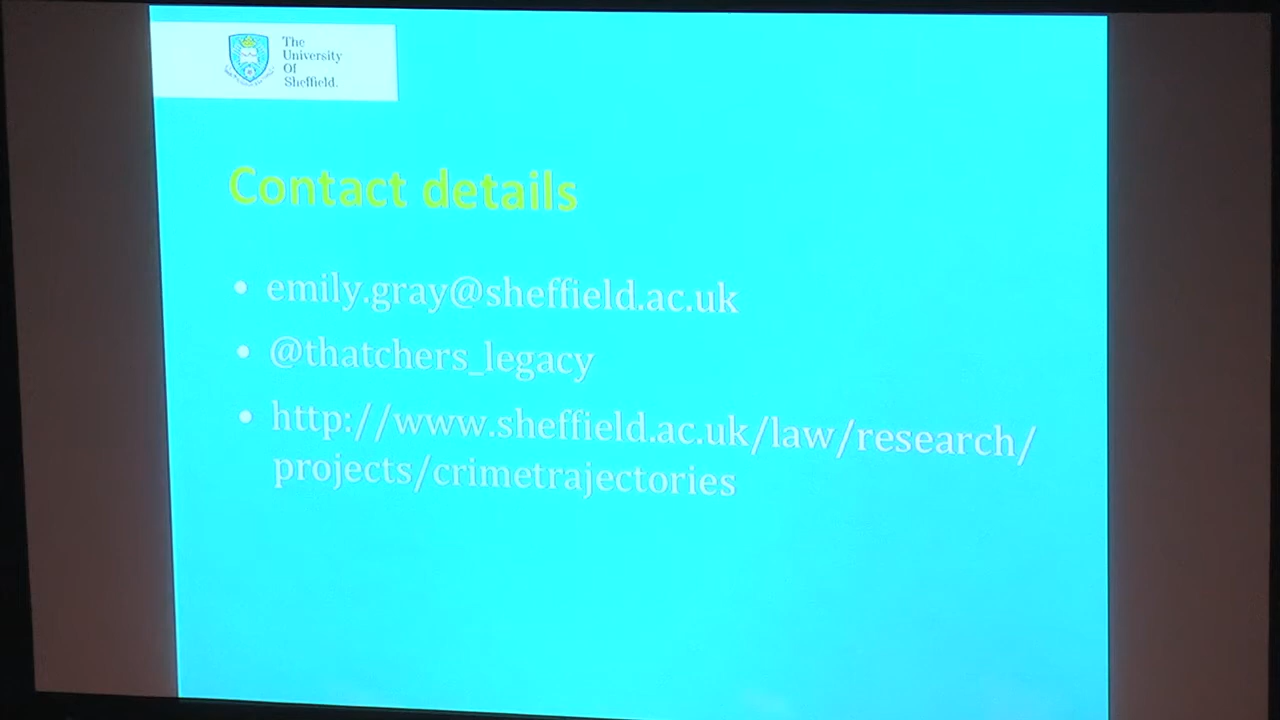 The
University
Of
Sheffield.
Contact details
• emily.gray@sheffield.ac.uk
• @thatchers_legacy
• http://www.sheffield.ac.uk/law/research/
projects/crimetrajectories